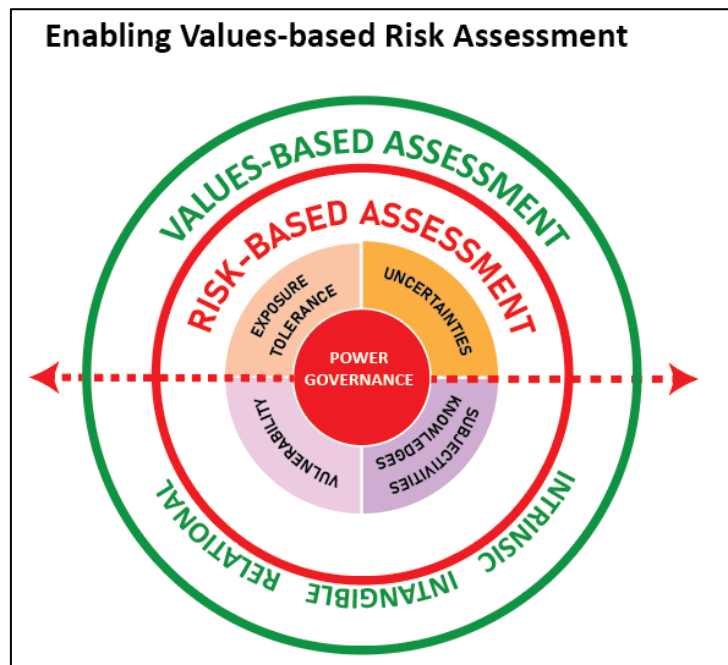 Enabling Values-based Risk Assessment
VALUES-BASED ASSESSMENT
RISK-BASED ASSESSMENT
EXPOSURE
TOLERANCE
UNCERTAINTIES
POWER
GOVERNANCE
VULNERABILITY
KNOWLEDGES
SUBJECTIVITIES
RELATIONAL INTANGIBLE INTRINSIC